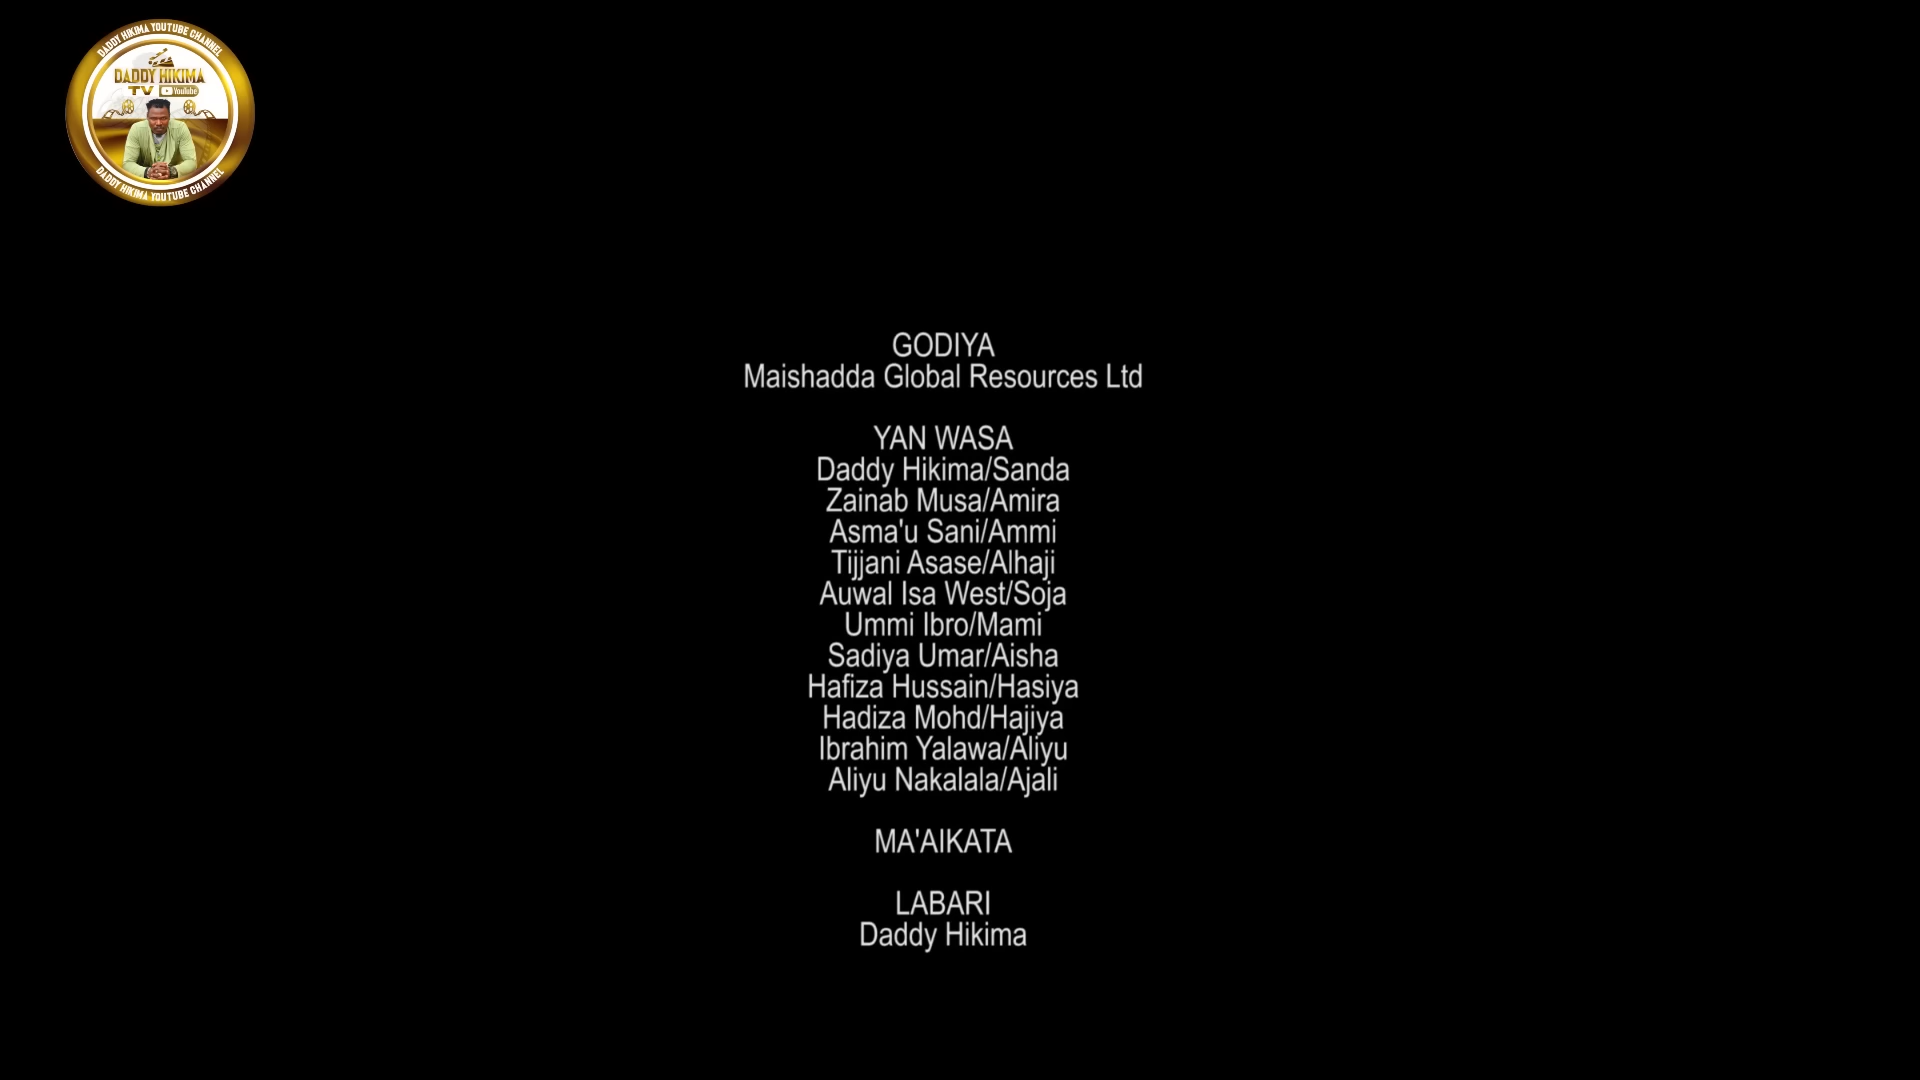 DADDY HIKIMA YOUTUBE CHANNEL
DADDY HIKIMA
TV YouTube
DADDY HIKIMA YOUTUBE CHANNEL
GODIYA
Maishadda Global Resources Ltd
YAN WASA
Daddy Hikima/Sanda
Zainab Musa/Amira
Asma'u Sani/Ammi
Tijjani Asase/Alhaji
Auwal Isa West/Soja
Ummi Ibro/Mami
Sadiya Umar/Aisha
Hafiza Hussain/Hasiya
Hadiza Mohd/Hajiya
Ibrahim Yalawa/Aliyu
Aliyu Nakalala/Ajali
MA'AIKATA
LABARI
Daddy Hikima